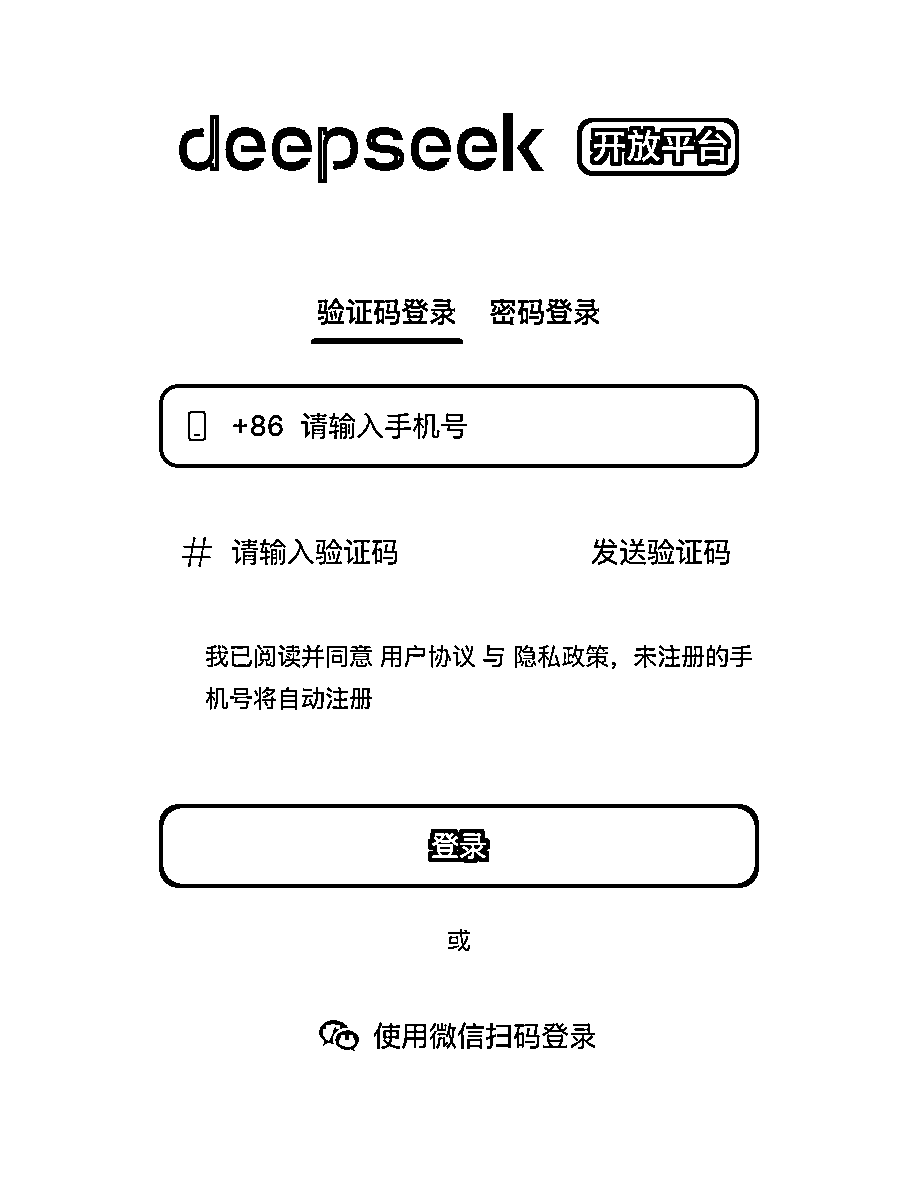 deepseek 开放平台
验证码登录 密码登录
+86 请输入手机号
# 请输入验证码 发送验证码
我已阅读并同意 用户协议 与 隐私政策，未注册的手
机号将自动注册
登录
或
使用微信扫码登录